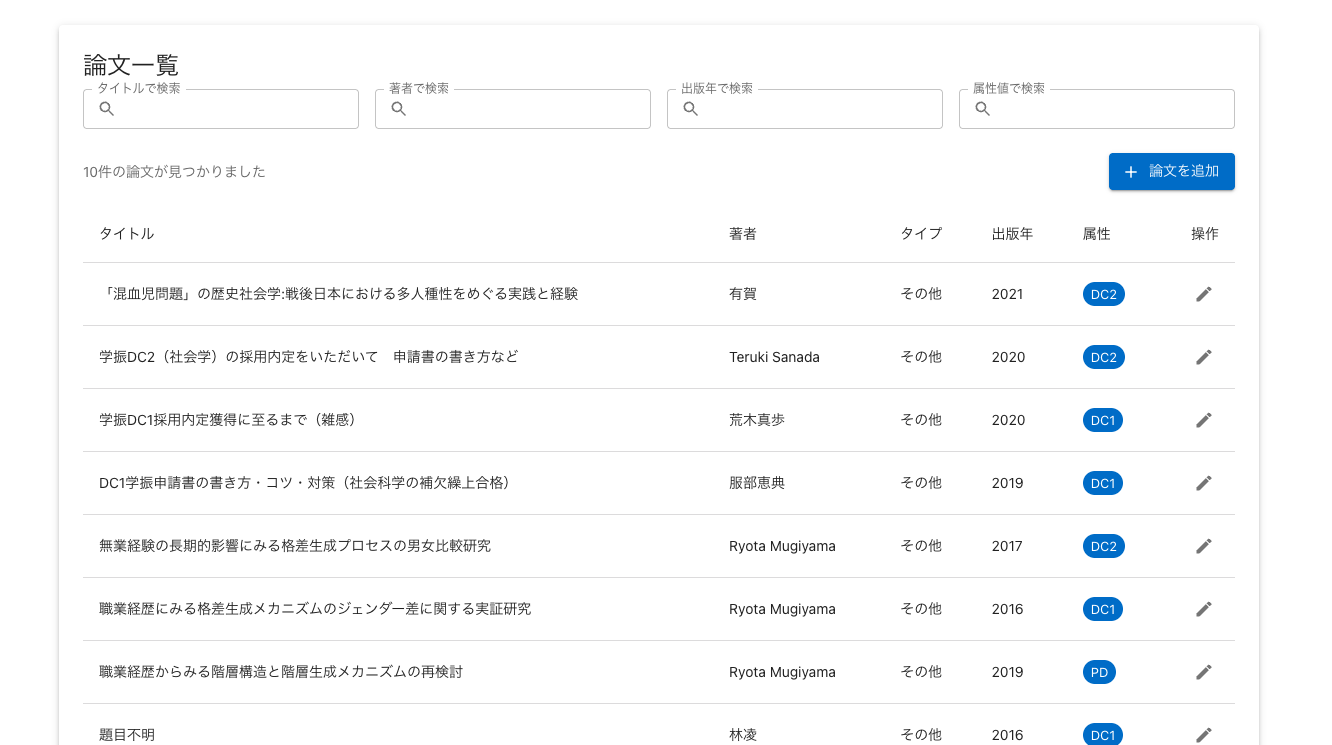 論文一覧
タイトルで検索 著者で検索 出版年で検索 属性値で検索
10件の論文が見つかりました
論文を追加
タイトル 著者 タイプ 出版年 属性 操作
「混血児問題」の歴史社会学:戦後日本における多人種性をめぐる実践と経験 有賀 その他 2021 DC2
学振DC2（社会学）の採用内定をいただいて　申請書の書き方など Teruki Sanada その他 2020 DC2
学振DC1採用内定獲得に至るまで（雑感） 荒木真歩 その他 2020 DC1
DC1学振申請書の書き方・コツ・対策（社会科学の補欠繰上合格） 服部恵典 その他 2019 DC1
無業経験の長期的影響にみる格差生成プロセスの男女比較研究 Ryota Mugiyama その他 2017 DC2
職業経歴にみる格差生成メカニズムのジェンダー差に関する実証研究 Ryota Mugiyama その他 2016 DC1
職業経歴からみる階層構造と階層生成メカニズムの再検討 Ryota Mugiyama その他 2019 PD
題目不明 林凌 その他 2016 DC1